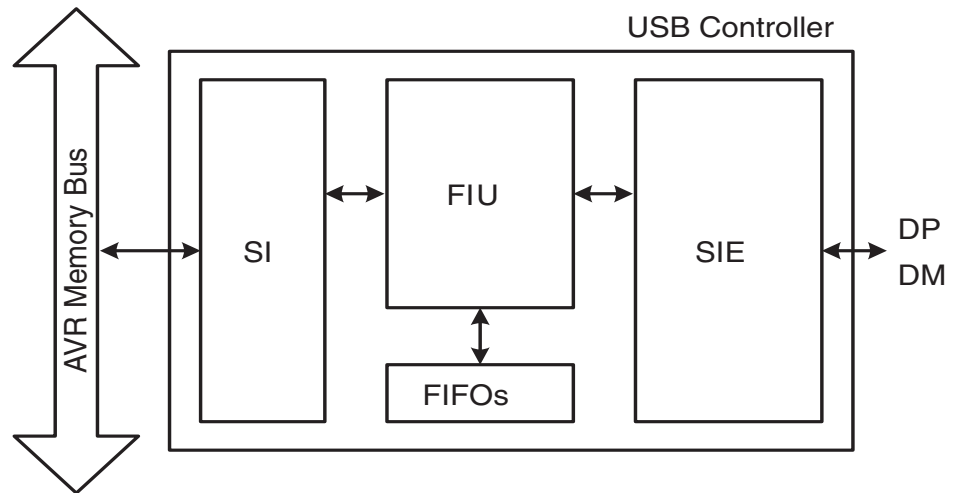 USB Controller
AVR Memory Bus
SI
FIU
SIE
DP
DM
FIFOs